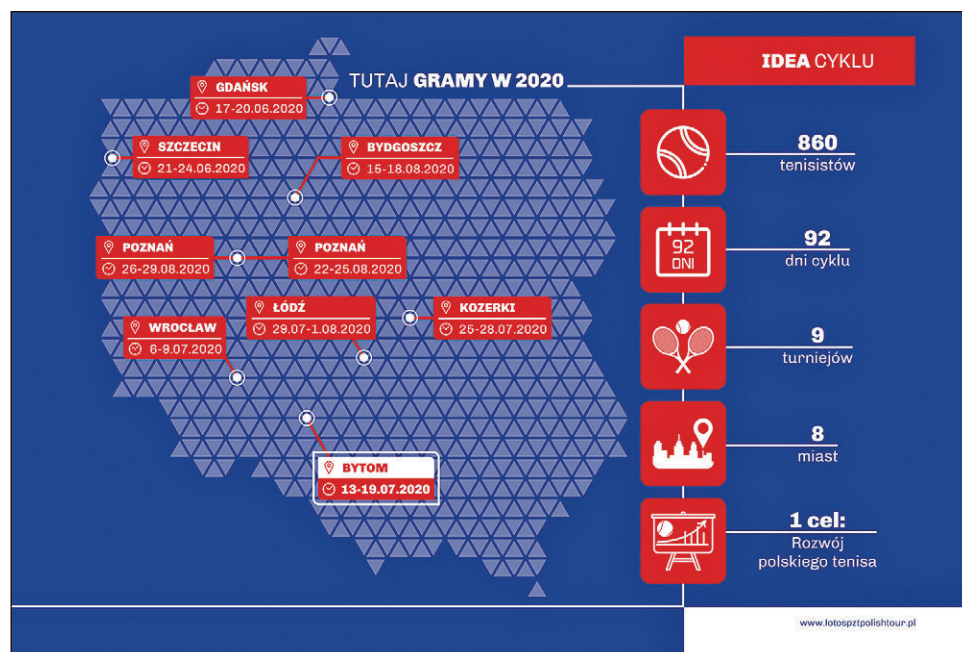 TUTAJ GRAMY W 2020
GDAŃSK
17-20.06.2020
SZCZECIN
21-24.06.2020
BYDGOSZCZ
15-18.08.2020
POZNAŃ
26-29.08.2020
POZNAŃ
22-25.08.2020
ŁÓDŹ
29.07-1.08.2020
KOZERKI
25-28.07.2020
WROCŁAW
6-9.07.2020
BYTOM
13-19.07.2020
IDEA CYKLU
860
tenisistów
92
DNI
92
dni cyklu
9
turniejów
8
miast
1 cel:
Rozwój
polskiego tenisa
www.lotospztpolishtour.pl